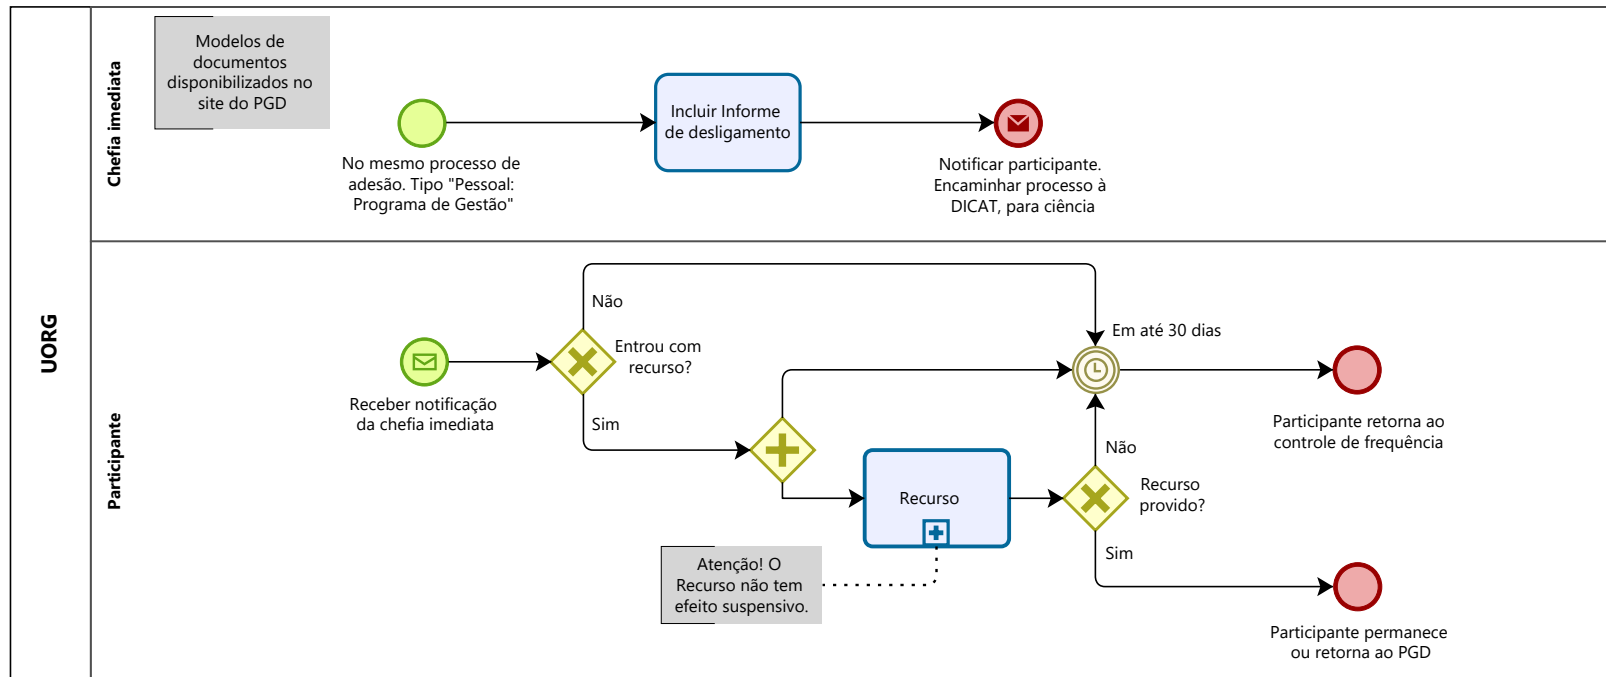 UORG
Chefia imediata
Modelos de
documentos
disponibilizados no
site do PGD
No mesmo processo de
adesão. Tipo "Pessoal:
Programa de Gestão"
Incluir Informe
de desligamento
Notificar participante.
Encaminhar processo à
DICAT, para ciência
Participante
Receber notificação
da chefia imediata
Entrou com
recurso?
Não
Sim
Em até 30 dias
Participante retorna ao
controle de frequência
Recurso
Atenção! O
Recurso não tem
efeito suspensivo.
Recurso
provido?
Não
Sim
Participante permanece
ou retorna ao PGD